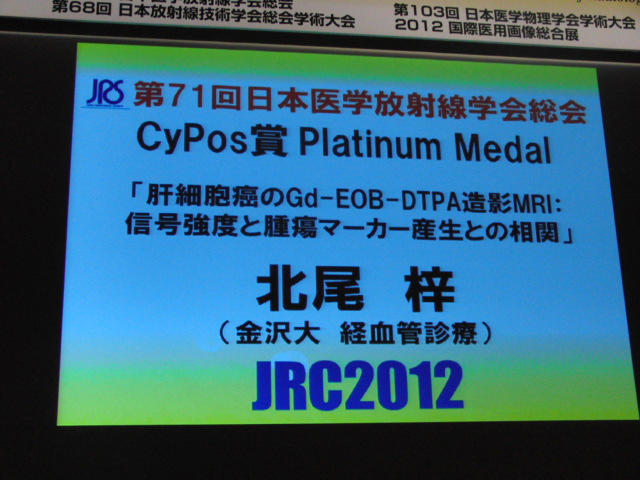 第68回 日本放射線技術学会総会学術大会
第103回 日本医学物理学会学術大会
2012 国際医用画像総合展
JRS 第71回日本医学放射線学会総会
CyPos賞 Platinum Medal
「肝細胞癌のGd-EOB-DTPA造影MRI:
信号強度と腫瘍マーカー産生との相関」
北尾 梓
(金沢大 経血管診療)
JRC2012